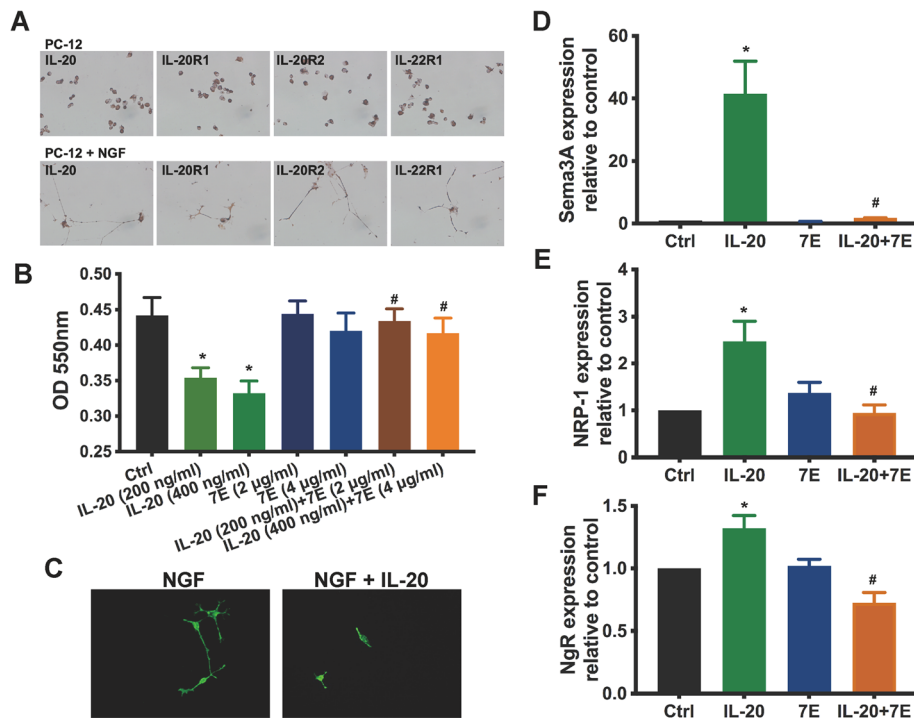 A
PC-12
IL-20
IL-20R1
IL-20R2
IL-22R1
PC-12 + NGF
IL-20
IL-20R1
IL-20R2
IL-22R1
B
OD 550nm
0.50
0.45
0.40
0.35
0.30
0.25
*
*
#
#
Ctrl
IL-20 (200 ng/ml)
IL-20 (400 ng/ml)
7E (2 μg/ml)
7E (4 μg/ml)
IL-20 (200 ng/ml)+7E (2 μg/ml)
IL-20 (400 ng/ml)+7E (4 μg/ml)
C
NGF
NGF + IL-20
D
Sema3A expression
relative to control
60
40
20
0
*
#
Ctrl
IL-20
7E
IL-20+7E
E
NRP-1 expression
relative to control
4
3
2
1
0
*
#
Ctrl
IL-20
7E
IL-20+7E
F
NgR expression
relative to control
1.5
1.0
0.5
0.0
*
#
Ctrl
IL-20
7E
IL-20+7E